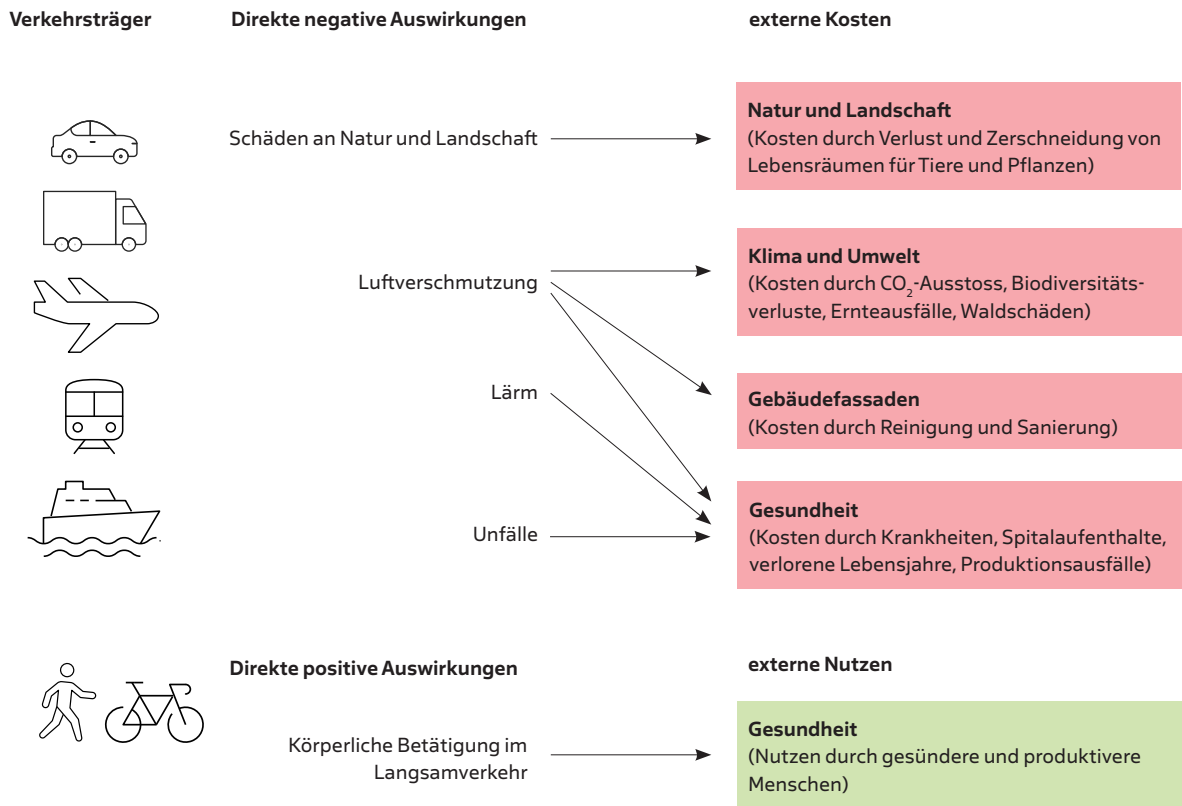 Verkehrsträger
Direkte negative Auswirkungen
externe Kosten
Schäden an Natur und Landschaft
Natur und Landschaft
(Kosten durch Verlust und Zerschneidung von
Lebensräumen für Tiere und Pflanzen)
Luftverschmutzung
Klima und Umwelt
(Kosten durch CO₂-Ausstoss, Biodiversitäts-
verluste, Ernteausfälle, Waldschäden)
Lärm
Gebäudefassaden
(Kosten durch Reinigung und Sanierung)
Unfälle
Gesundheit
(Kosten durch Krankheiten, Spitalaufenthalte,
verlorene Lebensjahre, Produktionsausfälle)
Direkte positive Auswirkungen
externe Nutzen
Körperliche Betätigung im
Langsamverkehr
Gesundheit
(Nutzen durch gesündere und produktivere
Menschen)